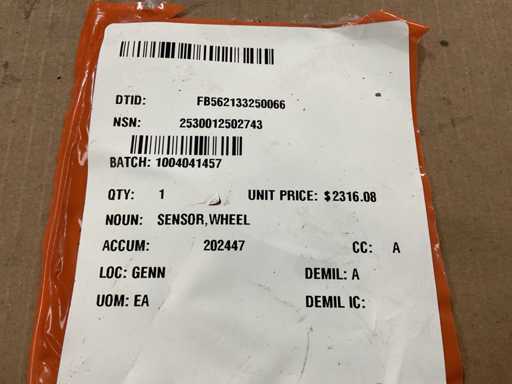 DTID: FB562133250066
NSN: 2530012502743
BATCH: 1004041457
QTY: 1 UNIT PRICE: $2316.08
NOUN: SENSOR,WHEEL
ACCUM: 202447 CC: A
LOC: GENN DEMIL: A
UOM: EA DEMIL IC: